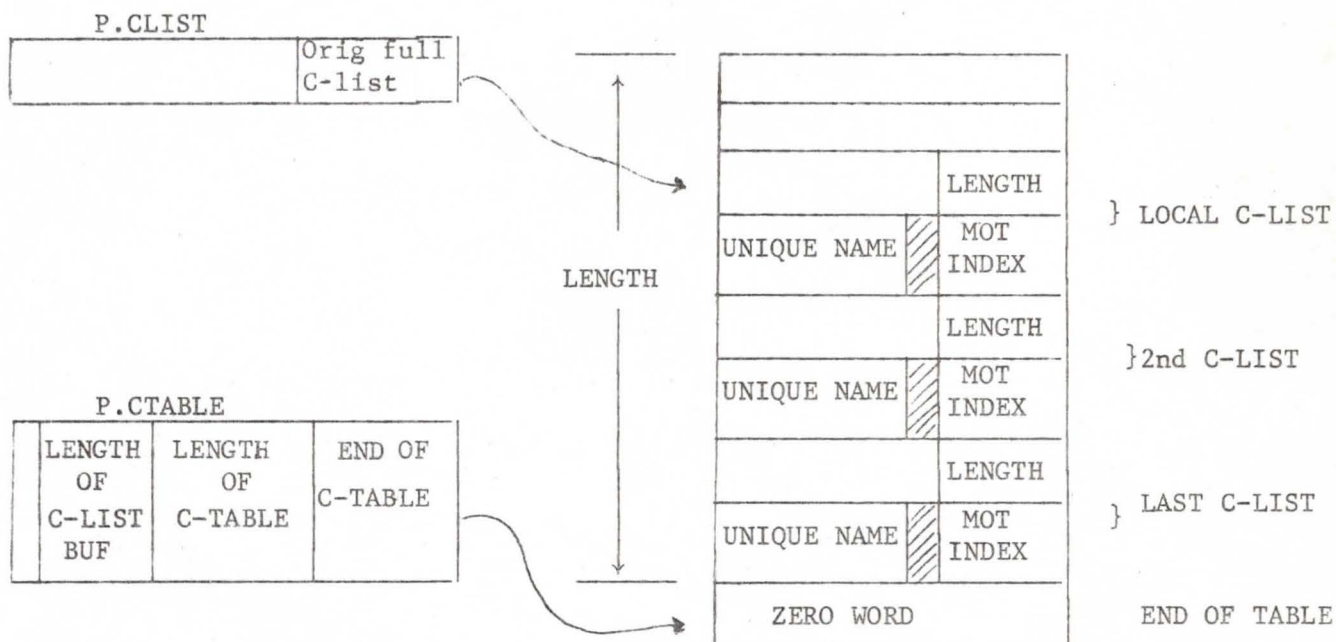 P.CLIST
Orig full
C-list
LENGTH
P.CTABLE
LENGTH
OF
C-LIST
BUF
LENGTH
OF
C-TABLE
END OF
C-TABLE
LENGTH
UNIQUE NAME
MOT
INDEX
} LOCAL C-LIST
LENGTH
UNIQUE NAME
MOT
INDEX
}2nd C-LIST
LENGTH
UNIQUE NAME
MOT
INDEX
} LAST C-LIST
ZERO WORD
END OF TABLE